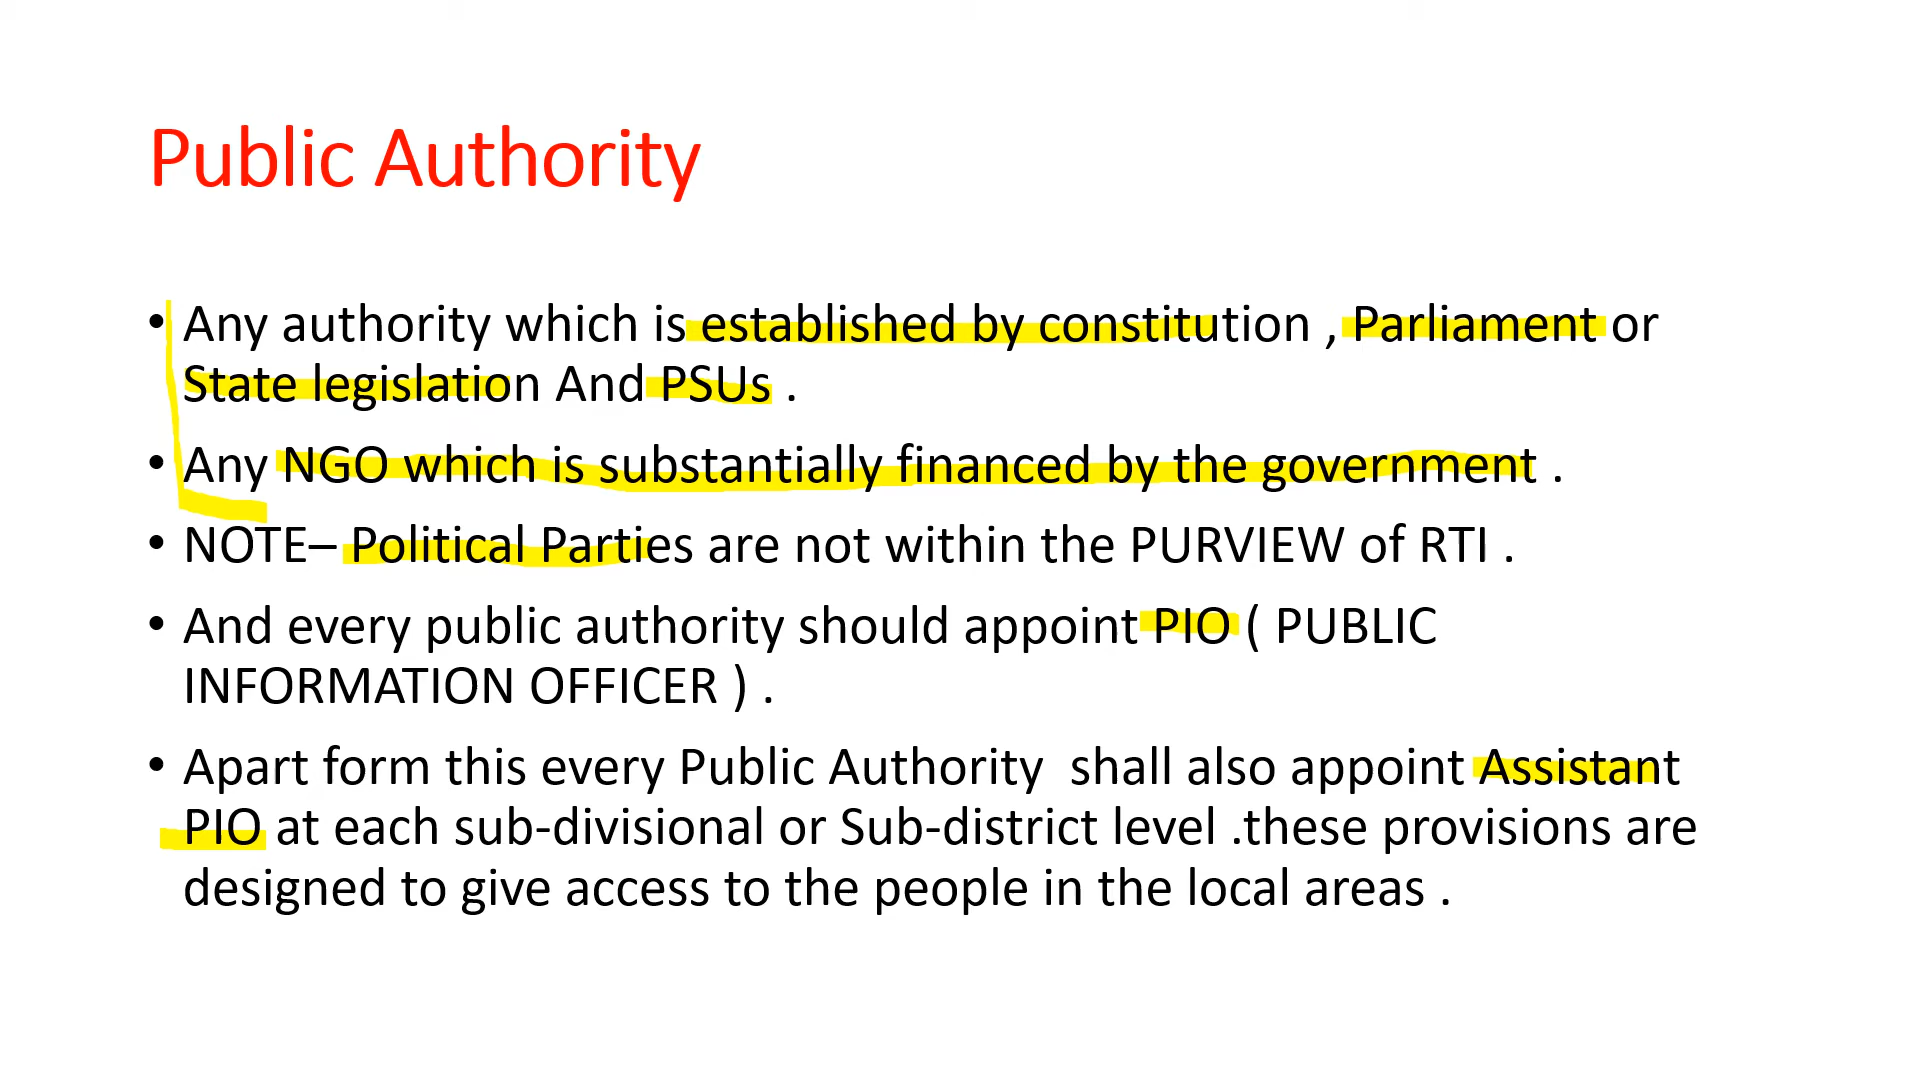 Public Authority
• Any authority which is established by constitution , Parliament or
State legislation And PSUs .
• Any NGO which is substantially financed by the government .
• NOTE– Political Parties are not within the PURVIEW of RTI .
• And every public authority should appoint PIO ( PUBLIC
INFORMATION OFFICER ) .
• Apart form this every Public Authority  shall also appoint Assistant
PIO at each sub-divisional or Sub-district level .these provisions are
designed to give access to the people in the local areas .